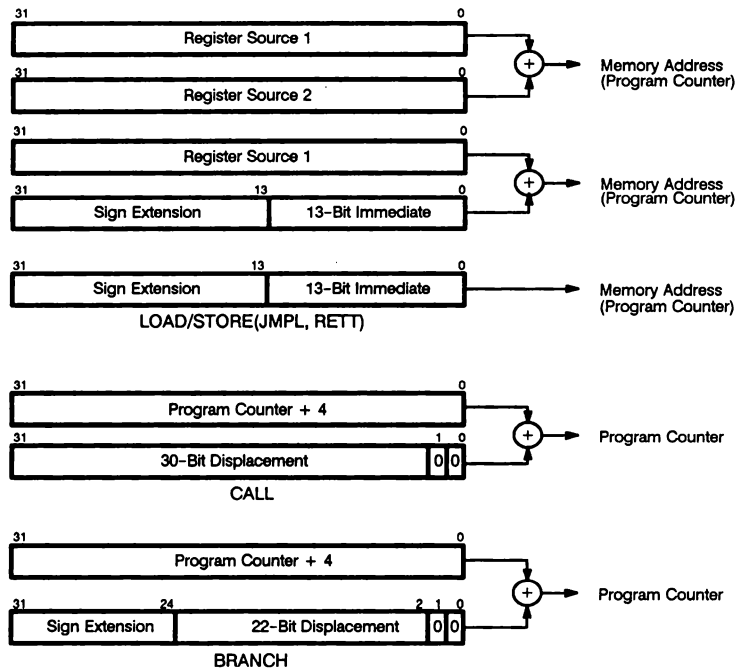 31 0
Register Source 1
31 0
Register Source 2
Memory Address
(Program Counter)
+
31 0
Register Source 1
31 13 0
Sign Extension 13-Bit Immediate
Memory Address
(Program Counter)
+
31 13 0
Sign Extension 13-Bit Immediate
Memory Address
(Program Counter)
LOAD/STORE(JMPL, RETT)
31 0
Program Counter + 4
31 1 0
30-Bit Displacement 0 0
+
Program Counter
CALL
31 0
Program Counter + 4
31 24 2 1 0
Sign Extension 22-Bit Displacement 0 0
+
Program Counter
BRANCH